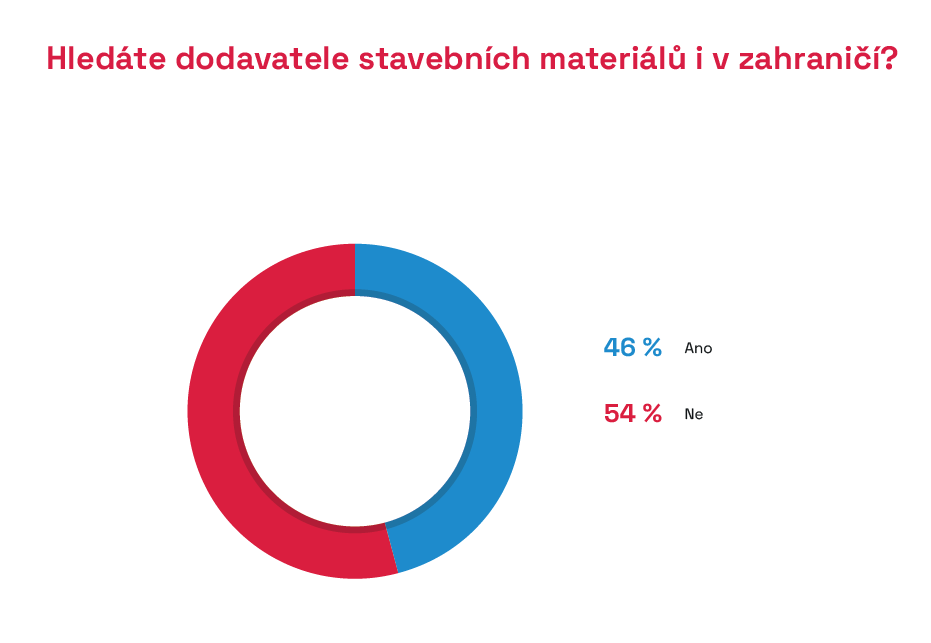 Hledáte dodavatele stavebních materiálů i v zahraničí?
46 % Ano
54 % Ne